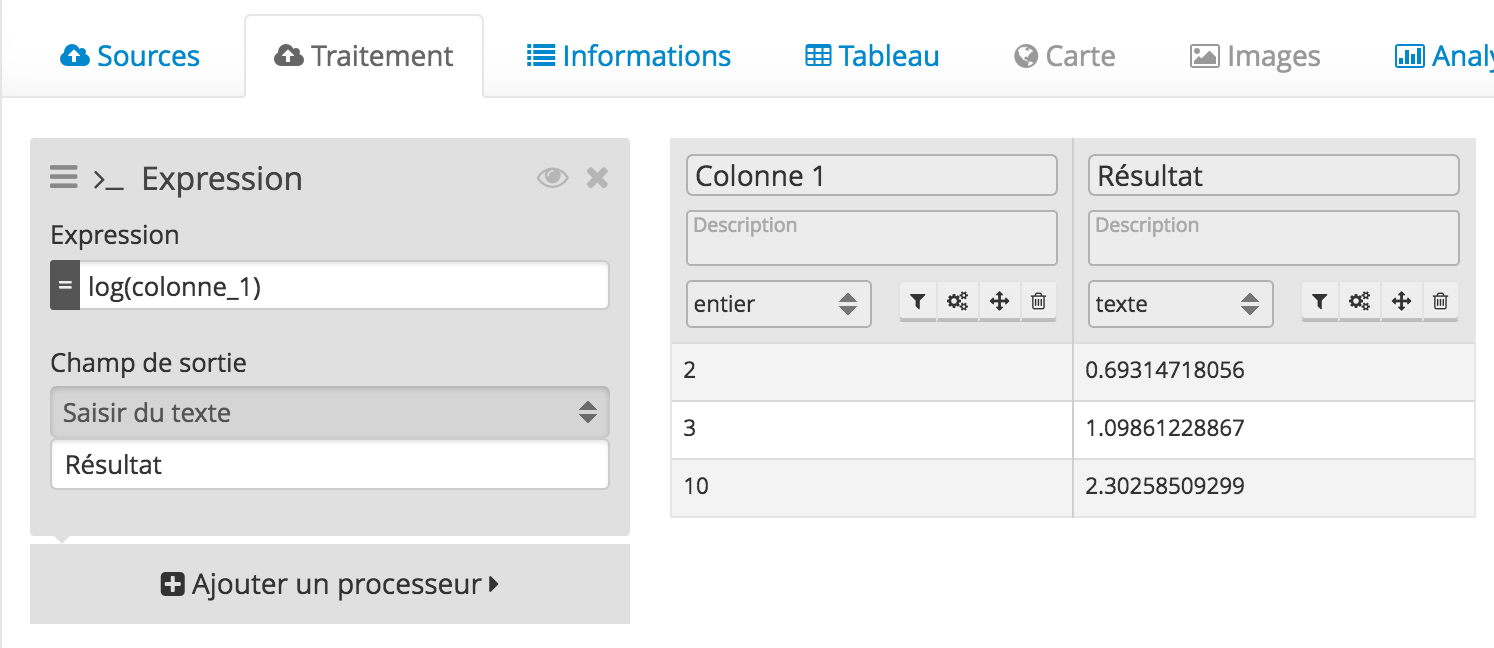 Sources Traitement Informations Tableau Carte Images Analy
>_ Expression
Expression
= log(colonne_1)
Champ de sortie
Saisir du texte
Résultat
Ajouter un processeur
Colonne 1 Résultat
Description Description
entier texte
2 0.69314718056
3 1.09861228867
10 2.30258509299